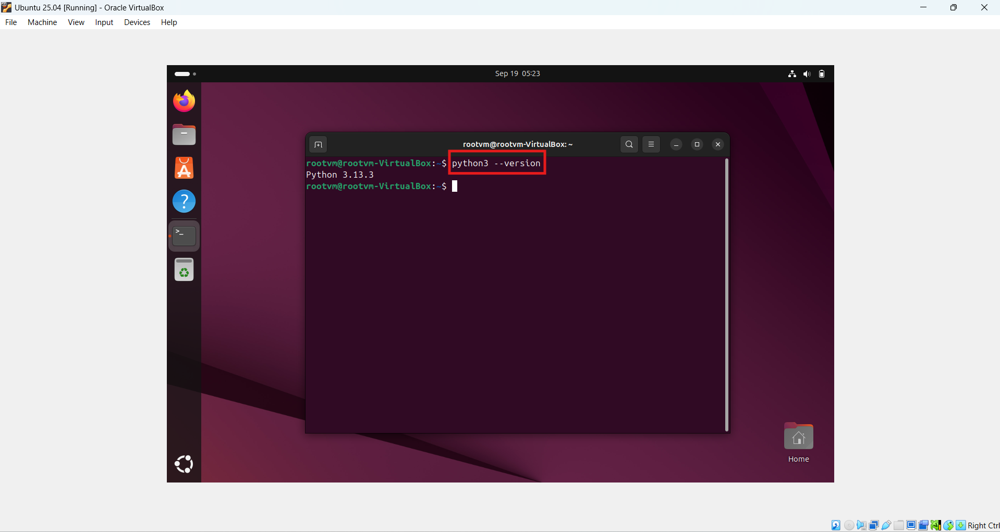 Ubuntu 25.04 [Running] - Oracle VirtualBox
File Machine View Input Devices Help
Sep 19 05:23
rootvm@rootvm-VirtualBox: ~
rootvm@rootvm-VirtualBox:~$ python3 --version
Python 3.13.3
rootvm@rootvm-VirtualBox:~$
Home
Right Ctrl